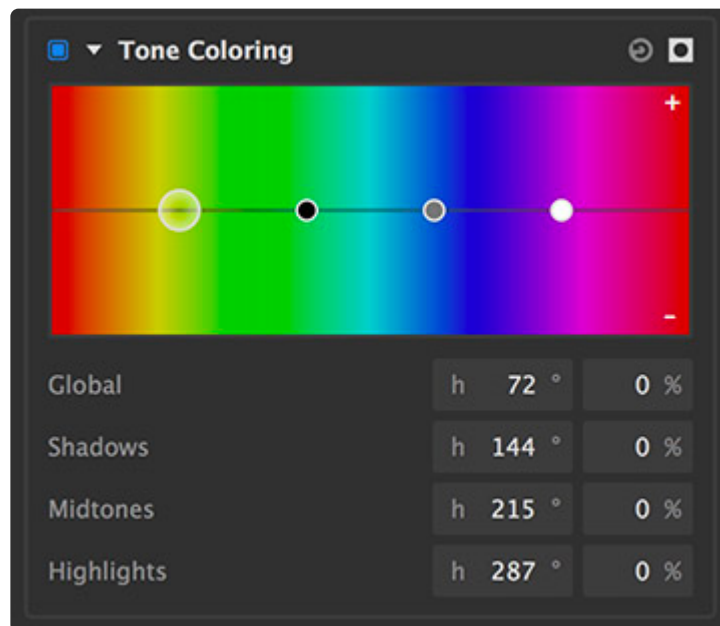 Tone Coloring
+
-
Global h 72 ° 0 %
Shadows h 144 ° 0 %
Midtones h 215 ° 0 %
Highlights h 287 ° 0 %